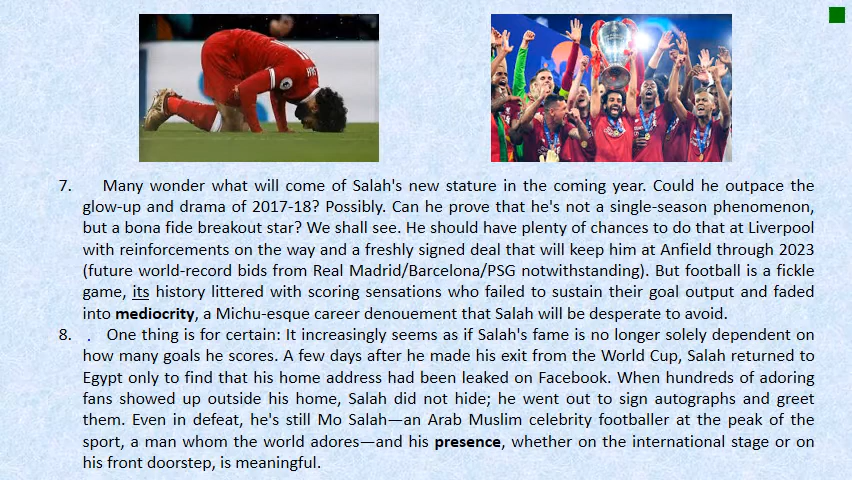 7. Many wonder what will come of Salah's new stature in the coming year. Could he outpace the
glow-up and drama of 2017-18? Possibly. Can he prove that he's not a single-season phenomenon,
but a bona fide breakout star? We shall see. He should have plenty of chances to do that at Liverpool
with reinforcements on the way and a freshly signed deal that will keep him at Anfield through 2023
(future world-record bids from Real Madrid/Barcelona/PSG notwithstanding). But football is a fickle
game, its history littered with scoring sensations who failed to sustain their goal output and faded
into mediocrity, a Michu-esque career denouement that Salah will be desperate to avoid.
8. . One thing is for certain: It increasingly seems as if Salah's fame is no longer solely dependent on
how many goals he scores. A few days after he made his exit from the World Cup, Salah returned to
Egypt only to find that his home address had been leaked on Facebook. When hundreds of adoring
fans showed up outside his home, Salah did not hide; he went out to sign autographs and greet
them. Even in defeat, he's still Mo Salah—an Arab Muslim celebrity footballer at the peak of the
sport, a man whom the world adores—and his presence, whether on the international stage or on
his front doorstep, is meaningful.